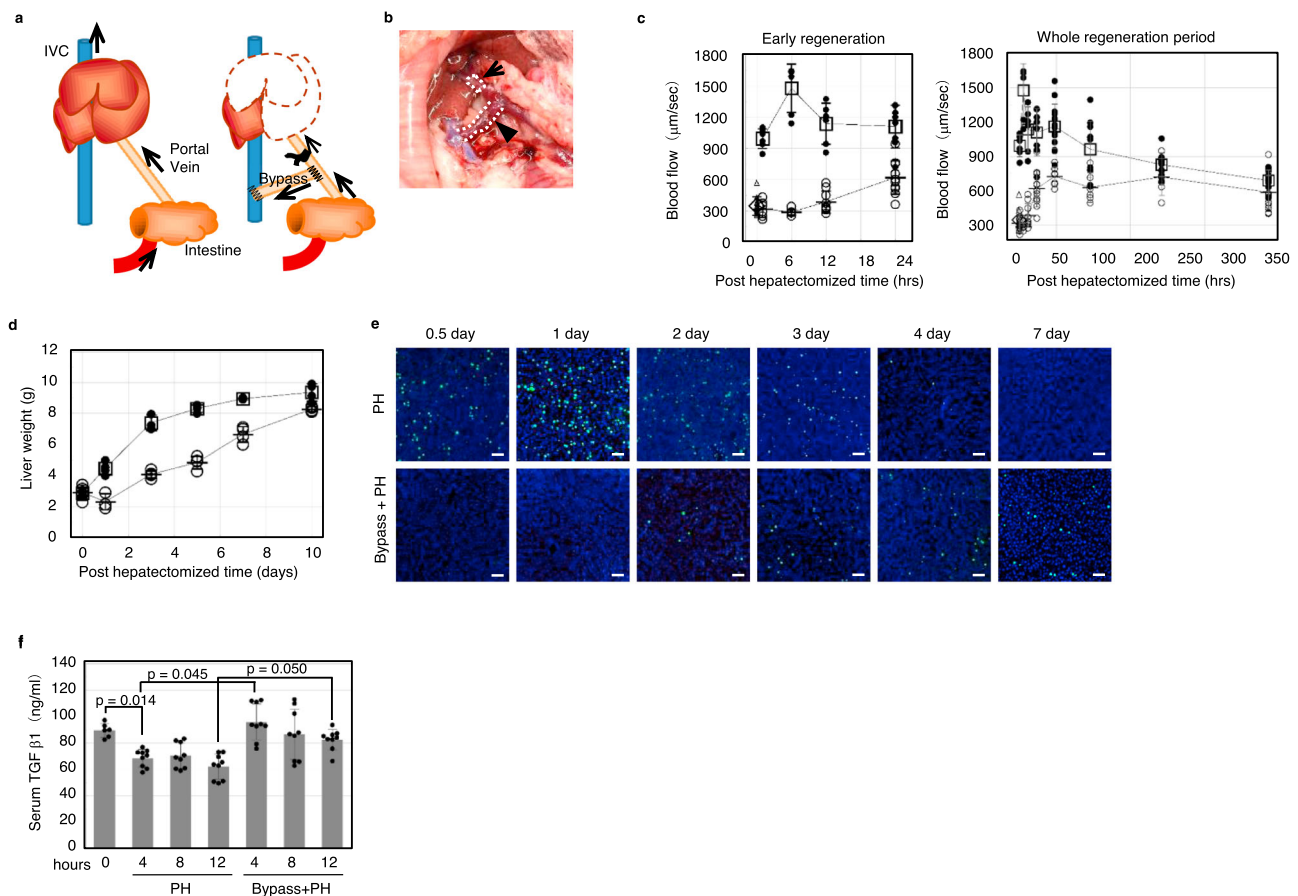 a
IVC
Portal
Vein
Bypass
Intestine
b
c
Early regeneration
Blood flow (μm/sec)
1800
1500
1200
900
600
300
0
0 6 12 18 24
Post hepatectomized time (hrs)
Whole regeneration period
Blood flow (μm/sec)
1800
1500
1200
900
600
300
0 50 100 200 250 300 350
Post hepatectomized time (hrs)
d
Liver weight (g)
12
10
8
6
4
2
0
0 2 4 6 8 10
Post hepatectomized time (days)
e
0.5 day 1 day 2 day 3 day 4 day 7 day
PH
Bypass + PH
f
Serum TGF β1 (ng/ml)
140
120
100
80
60
40
20
0
p = 0.014
p = 0.045
p = 0.050
hours 0 4 8 12 4 8 12
PH Bypass+PH